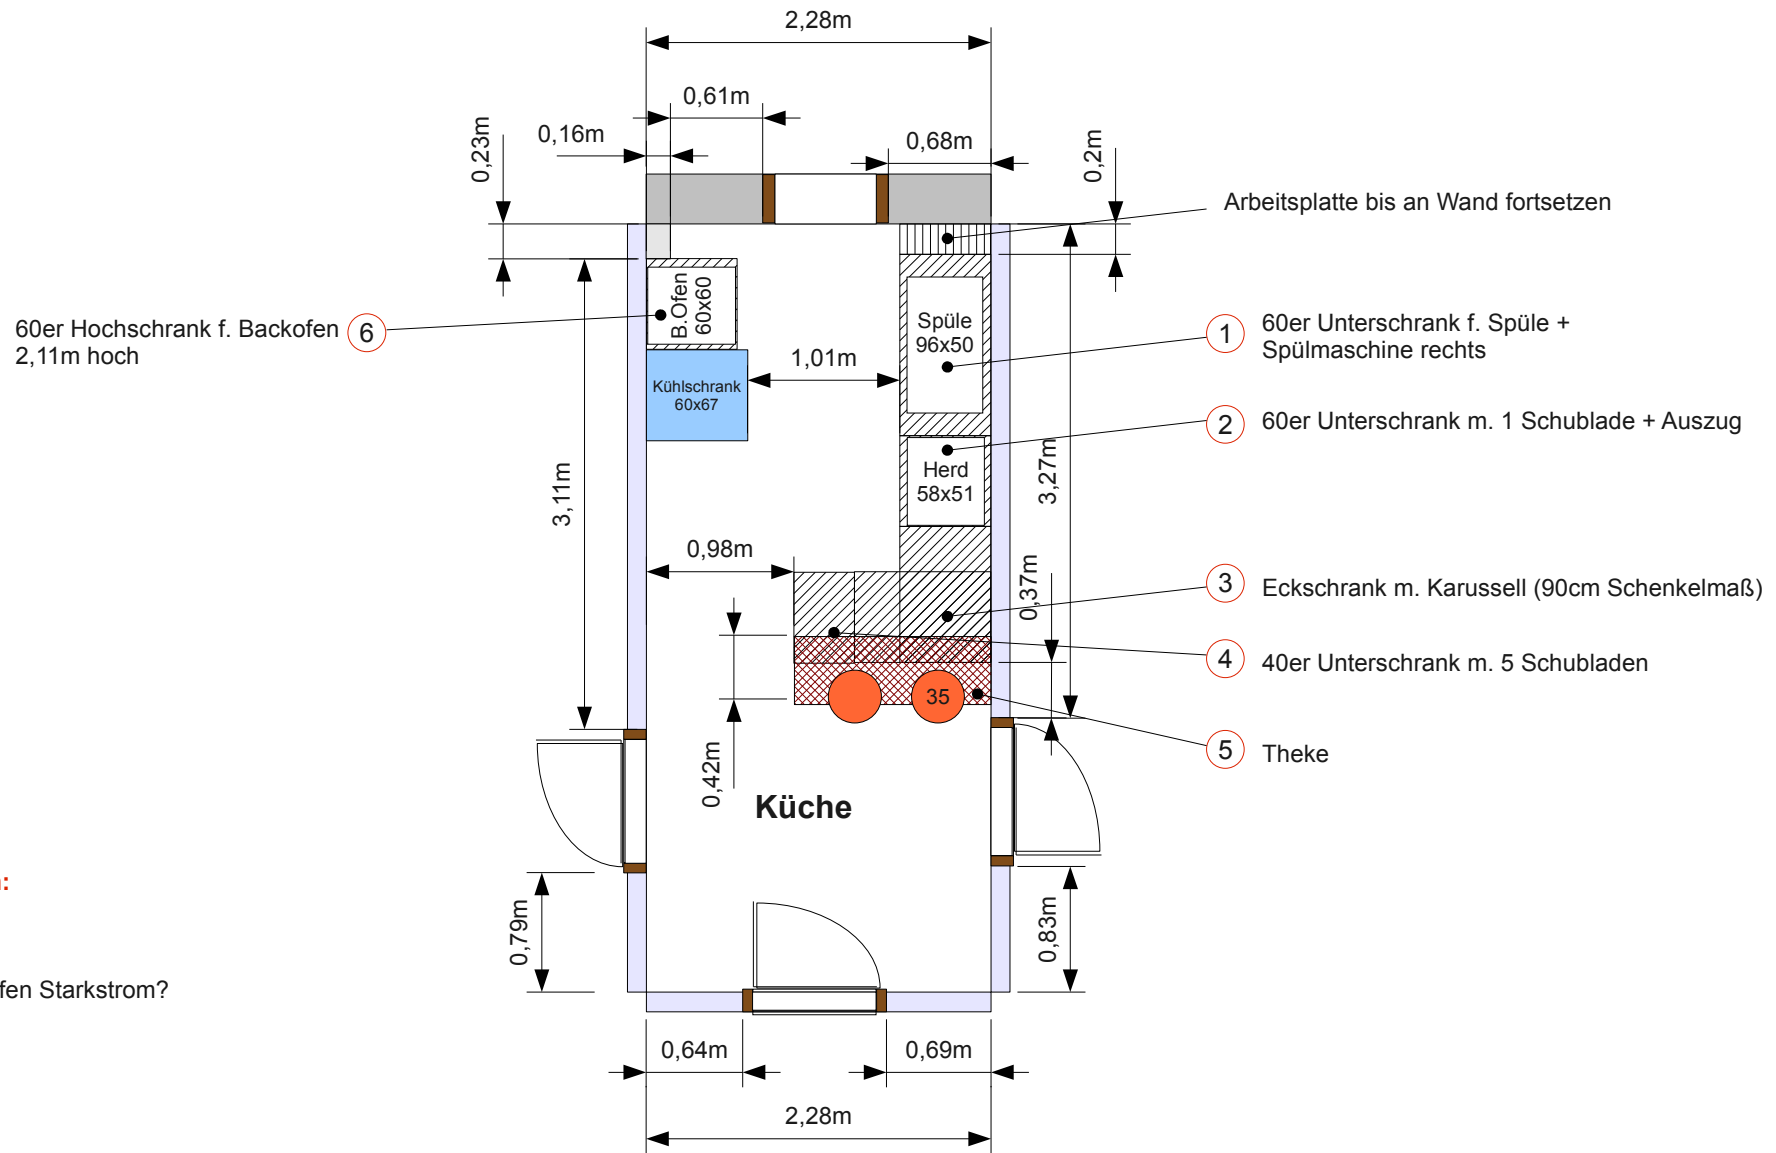 2,28m
0,61m
0,16m
0,68m
0,23m
0,2m
Arbeitsplatte bis an Wand fortsetzen
B.Ofen
60x60
60er Hochschrank f. Backofen
2,11m hoch
6
Spüle
96x50
1
60er Unterschrank f. Spüle +
Spülmaschine rechts
1,01m
Kühlschrank
60x67
2
60er Unterschrank m. 1 Schublade + Auszug
Herd
58x51
3,11m
3,27m
0,98m
0,37m
3
Eckschrank m. Karussell (90cm Schenkelmaß)
4
40er Unterschrank m. 5 Schubladen
35
0,42m
5
Theke
Küche
:
0,79m
0,83m
fen Starkstrom?
0,64m
0,69m
2,28m